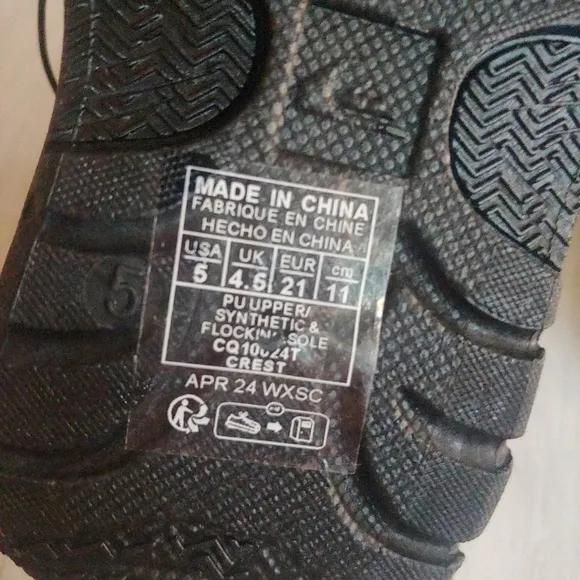 MADE IN CHINA
FABRIQUE EN CHINE
HECHO EN CHINA
USA UK EUR cm
5 4.5 21 11
PU UPPER/
SYNTHETIC &
CREST
APR 24 WXSC
5